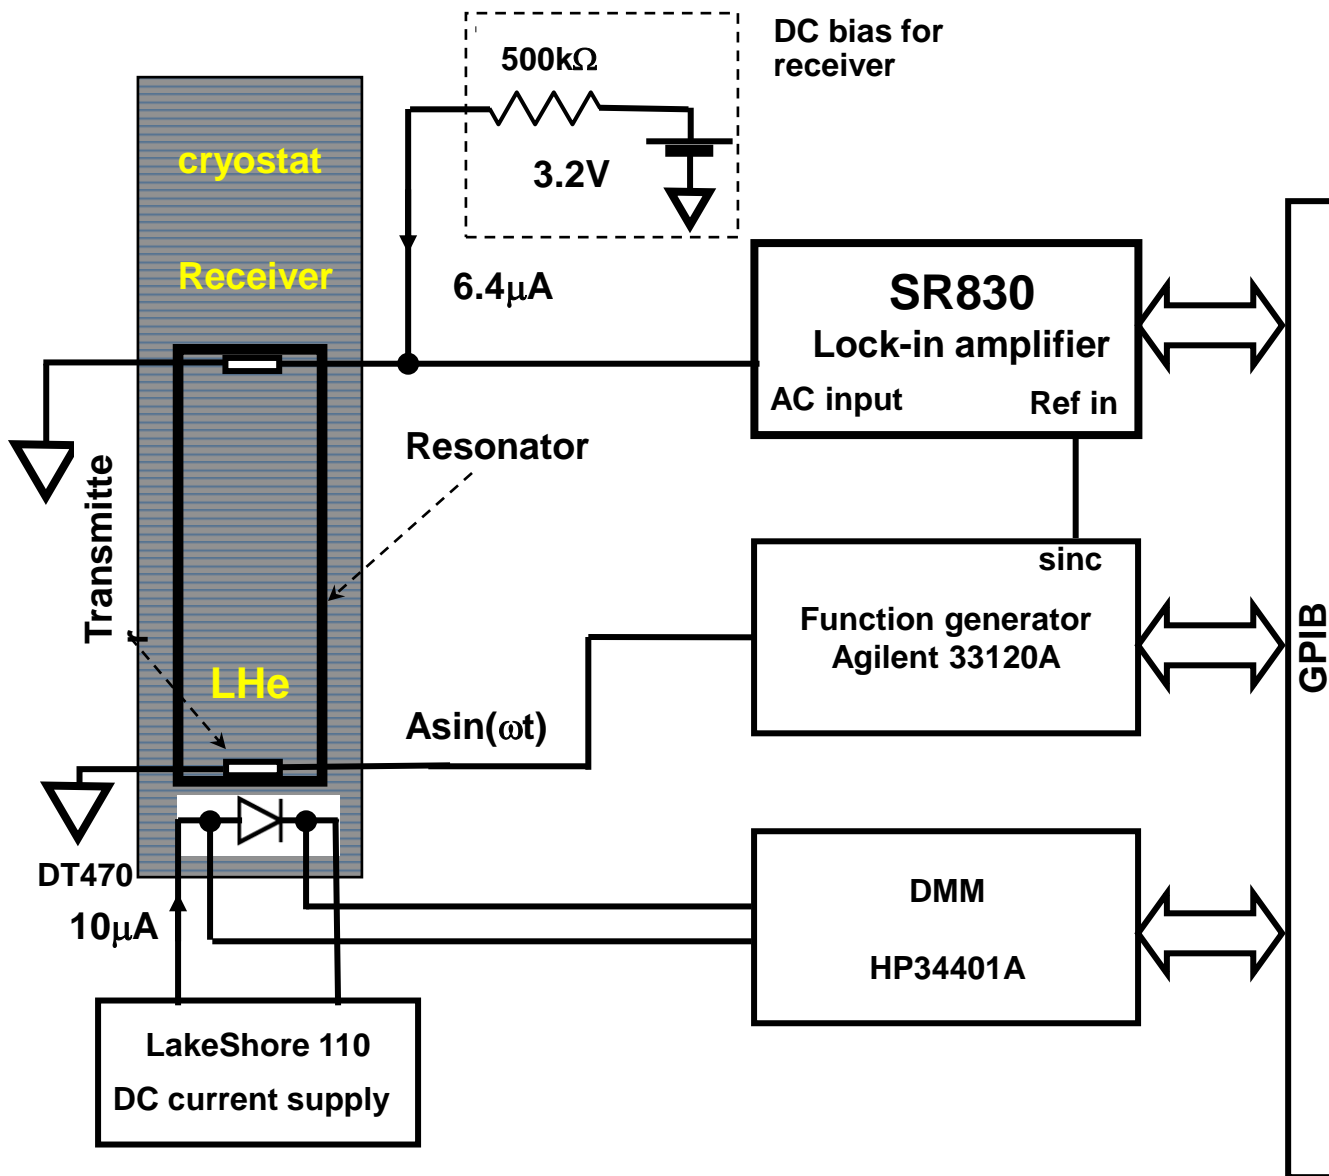 DC bias for
receiver
500kΩ
3.2V
cryostat
Receiver
6.4μA
SR830
Lock-in amplifier
AC input
Ref in
Resonator
Transmitte
r
sinc
Function generator
Agilent 33120A
GPIB
LHe
Asin(ωt)
DT470
10μA
DMM
HP34401A
LakeShore 110
DC current supply